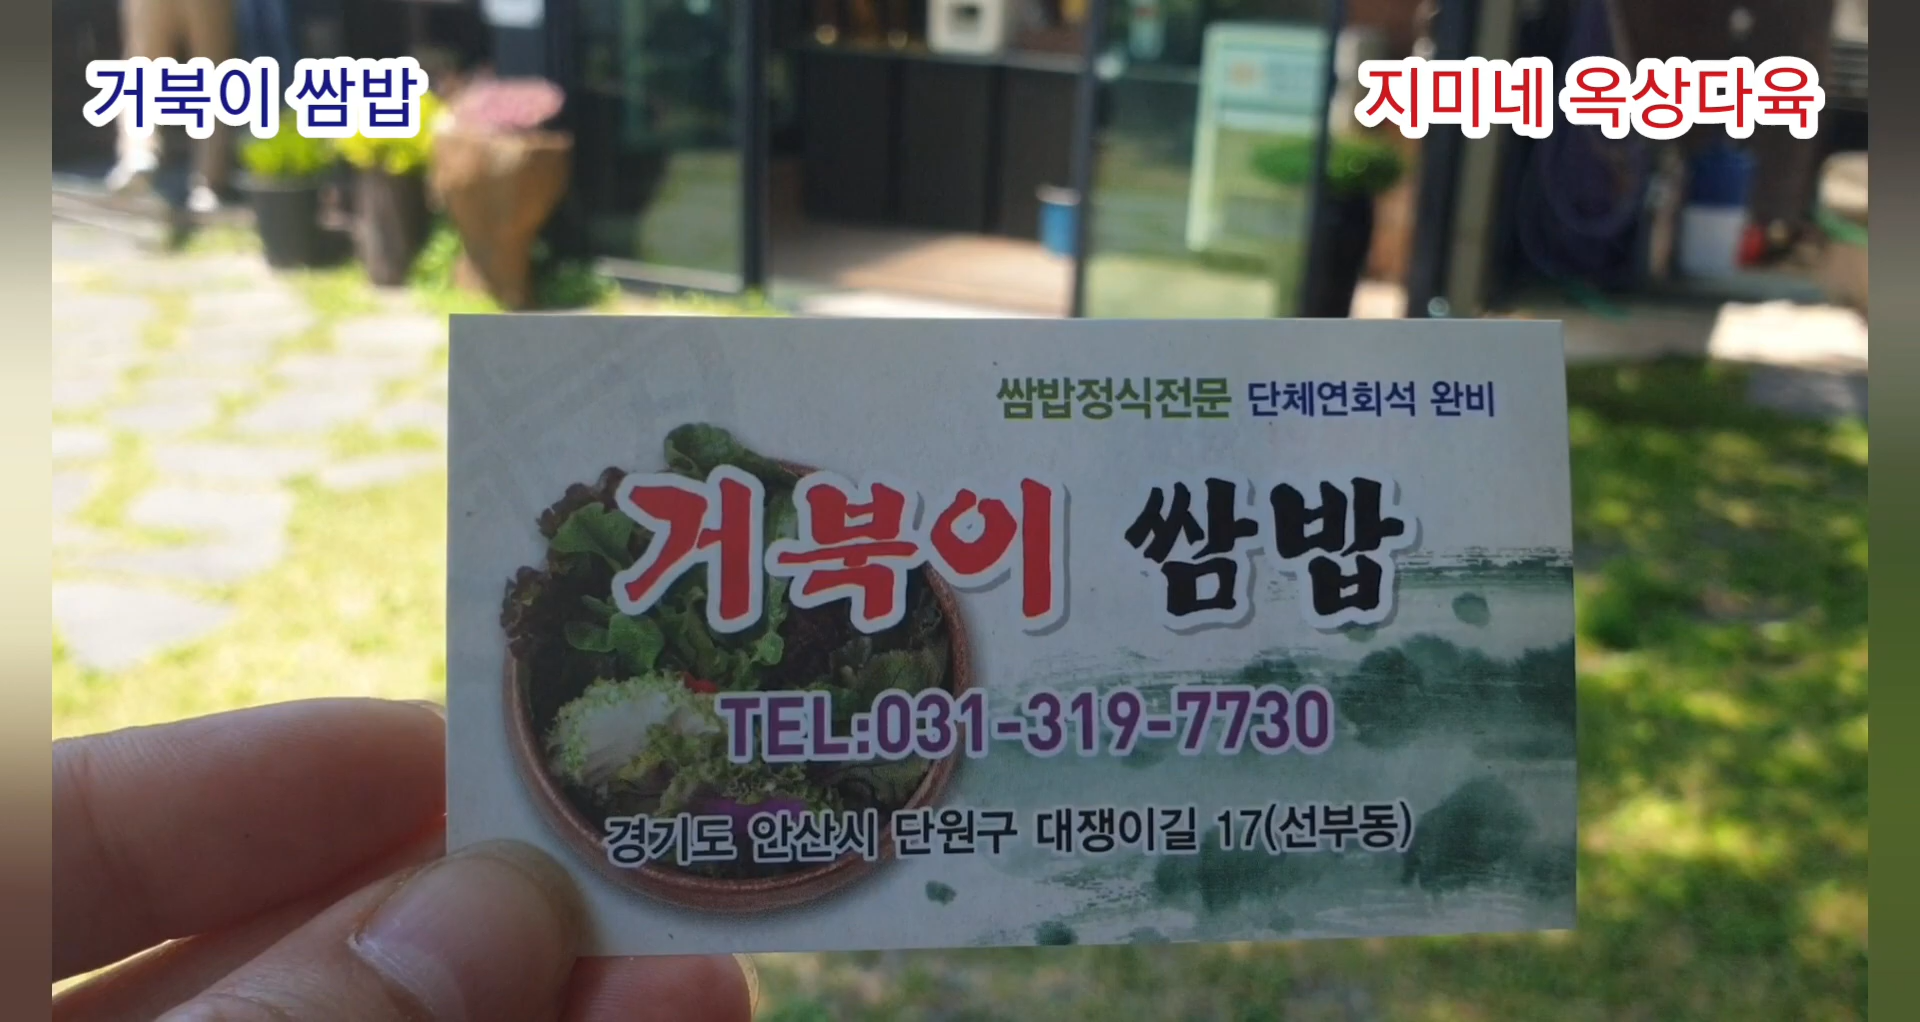 거북이 쌈밥
지미네 옥상다육
쌈밥정식전문 단체연회석 완비
거북이 쌈밥
TEL:031-319-7730
경기도 안산시 단원구 대쟁이길 17(선부동)